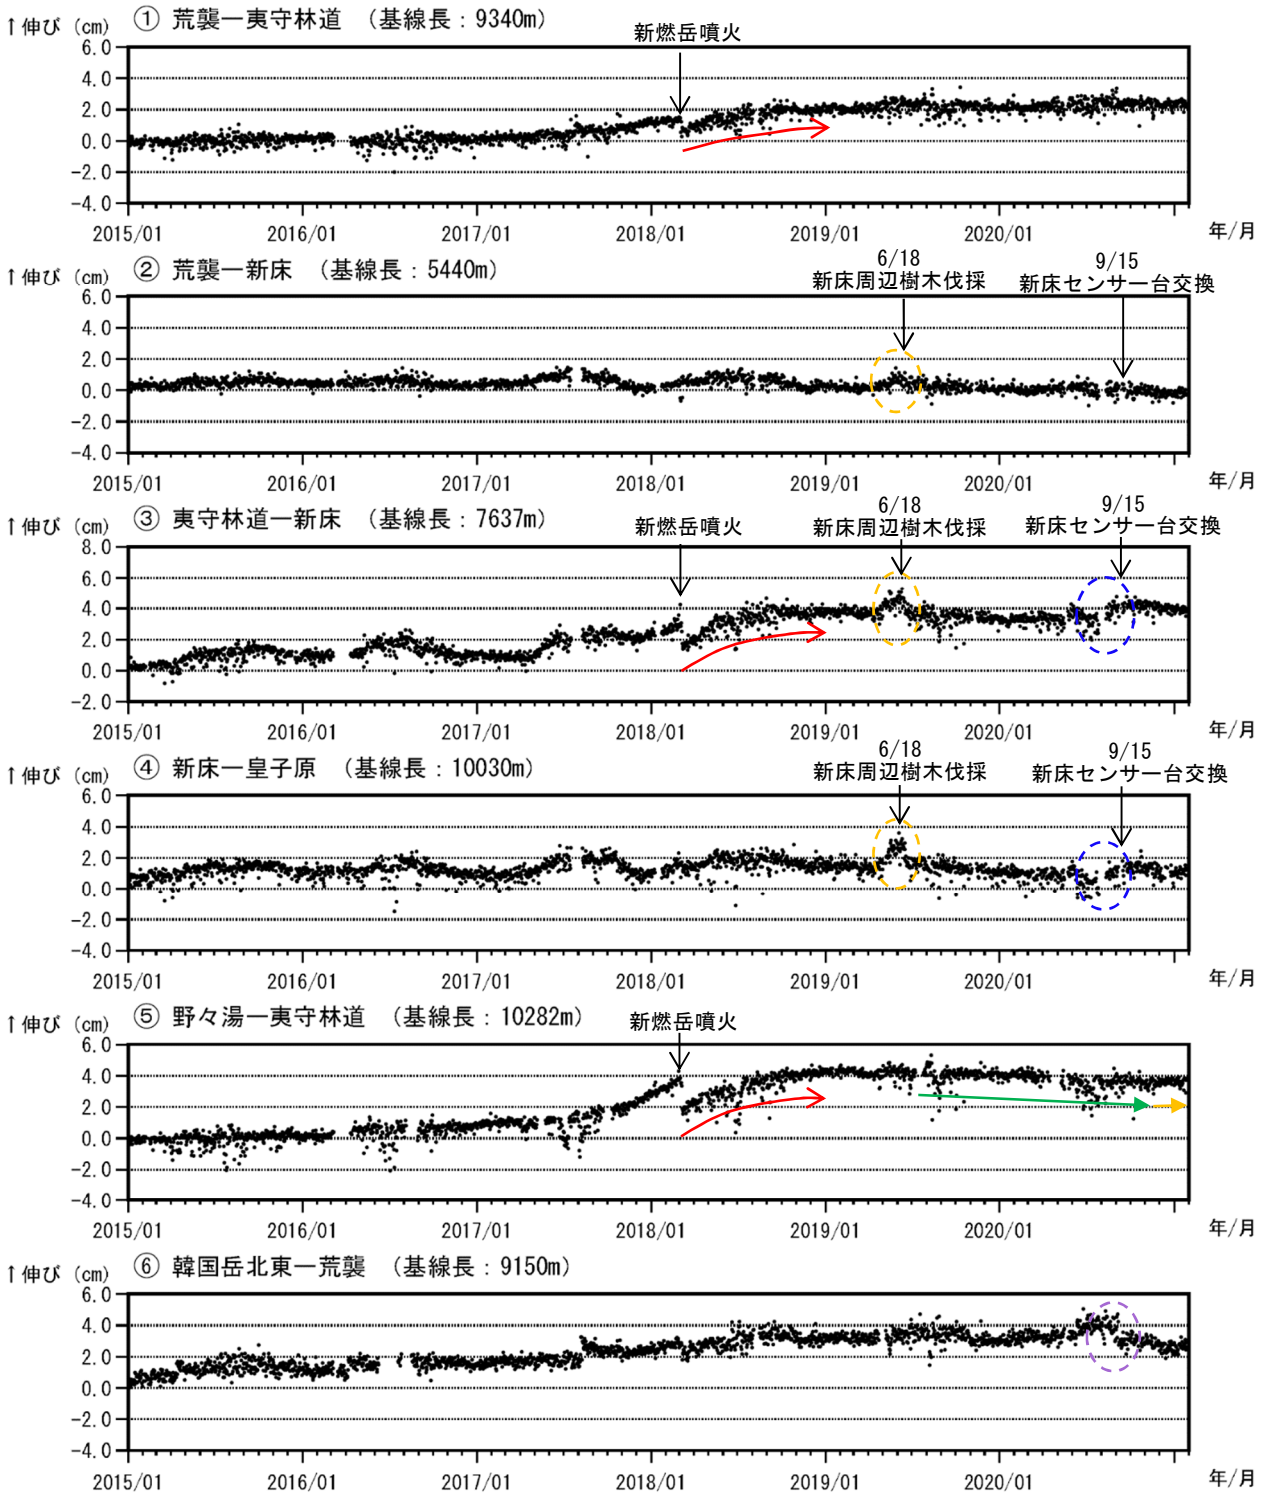 ① 荒襲ー夷守林道 （基線長：9340m）
↑伸び (cm)
新燃岳噴火
6.0
4.0
2.0
0.0
-2.0
-4.0
2015/01 2016/01 2017/01 2018/01 2019/01 2020/01 年/月
② 荒襲ー新床 （基線長：5440m）
↑伸び (cm)
6/18
新床周辺樹木伐採
9/15
新床センサー台交換
6.0
4.0
2.0
0.0
-2.0
-4.0
2015/01 2016/01 2017/01 2018/01 2019/01 2020/01 年/月
③ 夷守林道ー新床 （基線長：7637m）
↑伸び (cm)
新燃岳噴火
6/18
新床周辺樹木伐採
9/15
新床センサー台交換
8.0
6.0
4.0
2.0
0.0
-2.0
2015/01 2016/01 2017/01 2018/01 2019/01 2020/01 年/月
④ 新床ー皇子原 （基線長：10030m）
↑伸び (cm)
6/18
新床周辺樹木伐採
9/15
新床センサー台交換
6.0
4.0
2.0
0.0
-2.0
-4.0
2015/01 2016/01 2017/01 2018/01 2019/01 2020/01 年/月
⑤ 野々湯ー夷守林道 （基線長：10282m）
↑伸び (cm)
新燃岳噴火
6.0
4.0
2.0
0.0
-2.0
-4.0
2015/01 2016/01 2017/01 2018/01 2019/01 2020/01 年/月
⑥ 韓国岳北東ー荒襲 （基線長：9150m）
↑伸び (cm)
6.0
4.0
2.0
0.0
-2.0
-4.0
2015/01 2016/01 2017/01 2018/01 2019/01 2020/01 年/月